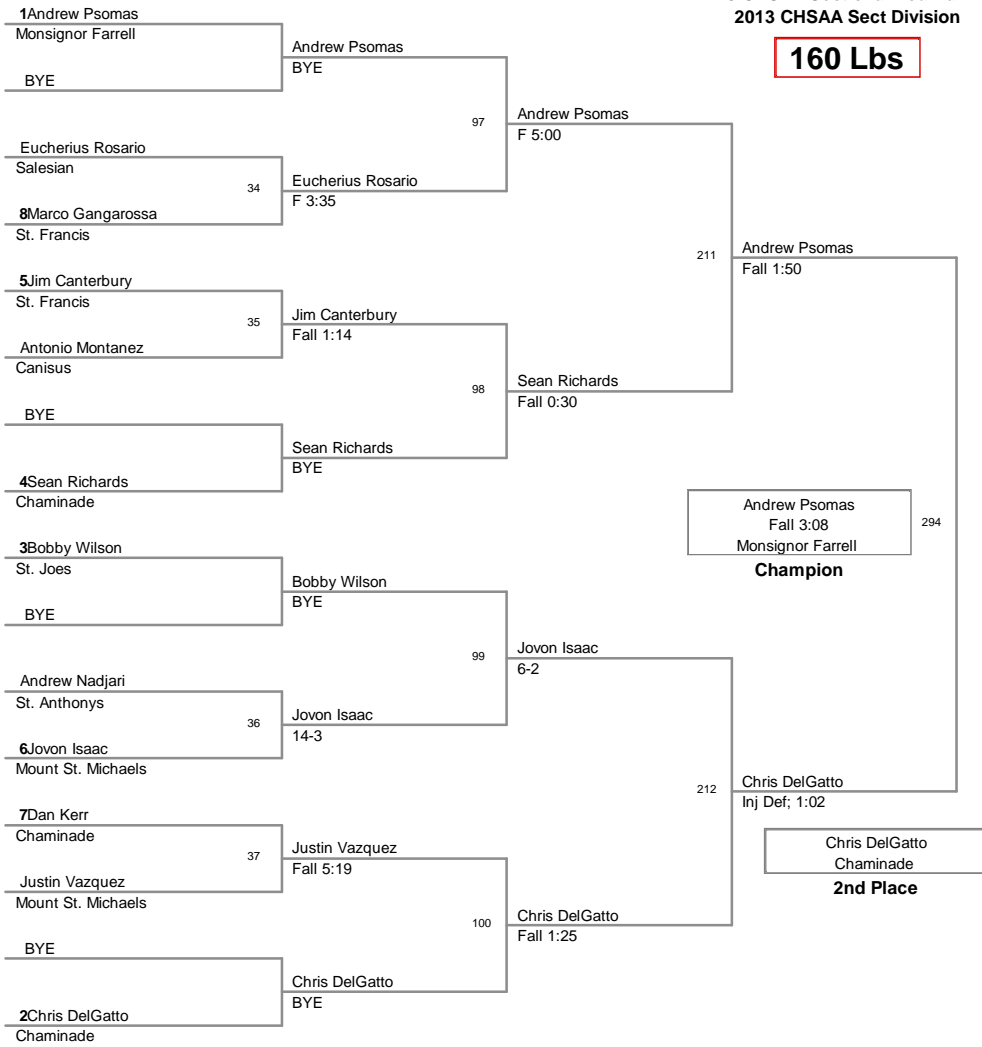 2013 CHSAA Sect Division
160 Lbs
1Andrew Psomas
Monsignor Farrell
BYE
Eucherius Rosario
Salesian
34
8Marco Gangarossa
St. Francis
5Jim Canterbury
St. Francis
35
Antonio Montanez
Canisus
BYE
4Sean Richards
Chaminade
3Bobby Wilson
St. Joes
BYE
Andrew Nadjari
St. Anthonys
36
6Jovon Isaac
Mount St. Michaels
7Dan Kerr
Chaminade
37
Justin Vazquez
Mount St. Michaels
BYE
2Chris DelGatto
Chaminade
Andrew Psomas
BYE
97
Eucherius Rosario
F 3:35
Jim Canterbury
Fall 1:14
98
Sean Richards
BYE
Bobby Wilson
BYE
99
Jovon Isaac
14-3
Justin Vazquez
Fall 5:19
100
Chris DelGatto
BYE
Andrew Psomas
F 5:00
211
Sean Richards
Fall 0:30
Jovon Isaac
6-2
212
Chris DelGatto
Fall 1:25
Andrew Psomas
Fall 1:50
294
Chris DelGatto
Inj Def; 1:02
Andrew Psomas
Fall 3:08
Monsignor Farrell
Champion
Chris DelGatto
Chaminade
2nd Place